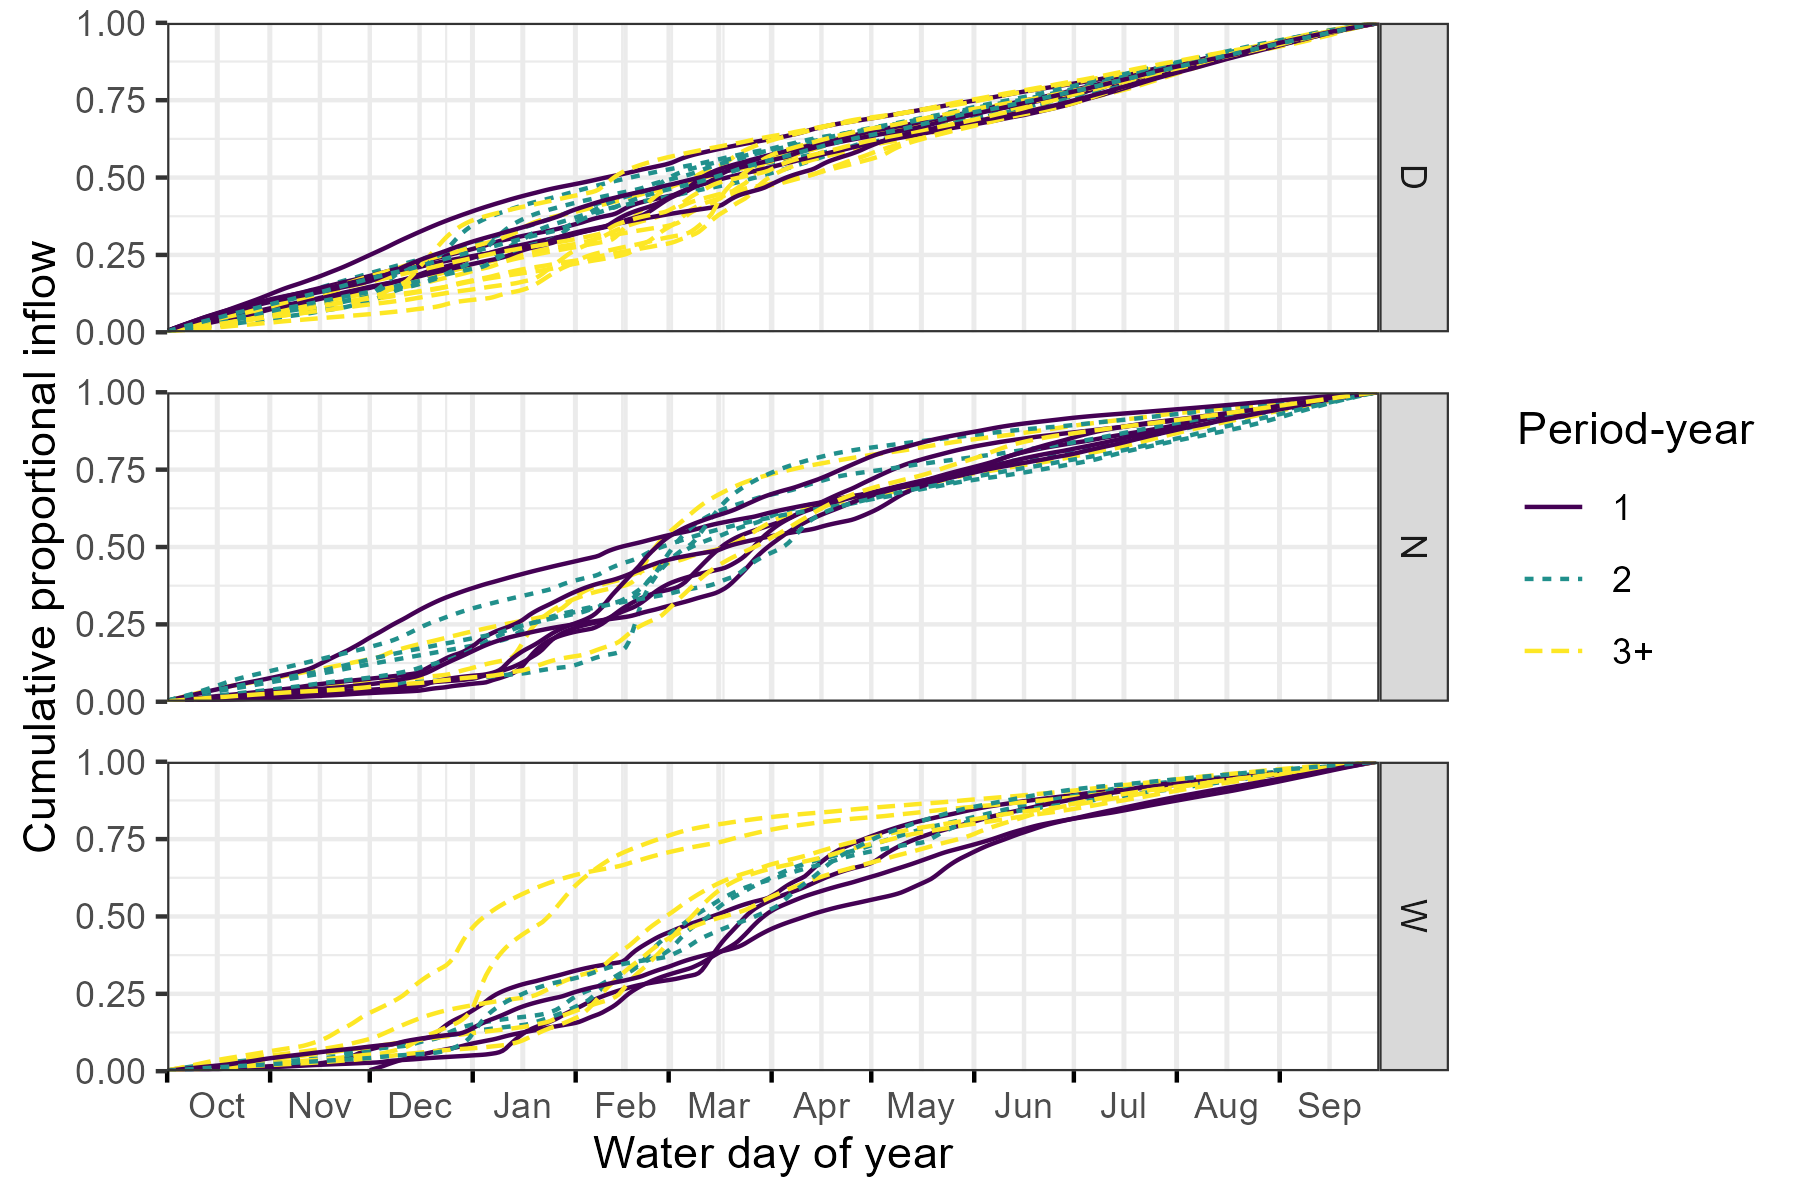 Cumulative proportional inflow
1.00
0.75
0.50
0.25
0.00
D
1.00
0.75
0.50
0.25
0.00
N
1.00
0.75
0.50
0.25
0.00
W
Oct Nov Dec Jan Feb Mar Apr May Jun Jul Aug Sep
Water day of year
Period-year
1
2
3+